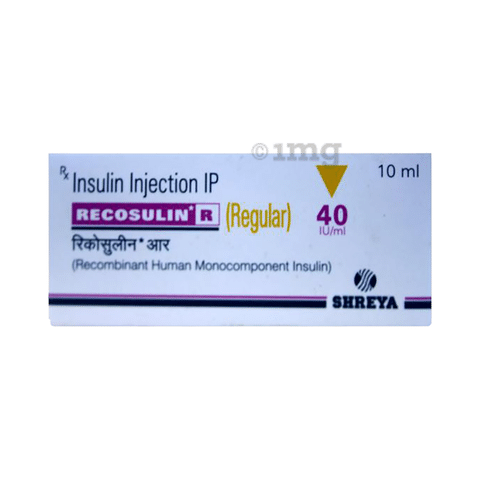 ©1mg
Rx Insulin Injection IP
10 ml
RECOSULIN* R (Regular)
40
IU/ml
रिकोसुलीन* आर
(Recombinant Human Monocomponent Insulin)
SHREYA